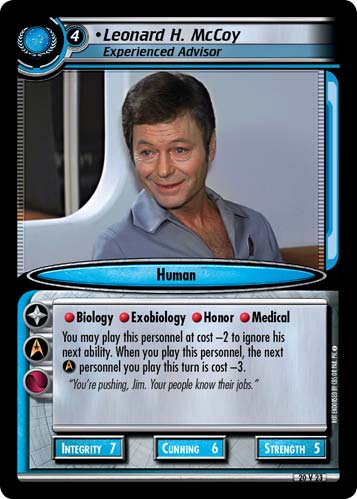 4
•Leonard H. McCoy
Experienced Advisor
Human
Biology Exobiology Honor Medical
You may play this personnel at cost –2 to ignore his
next ability. When you play this personnel, the next
personnel you play this turn is cost –3.
"You're pushing, Jim. Your people know their jobs."
INTEGRITY 7 CUNNING 6 STRENGTH 5
20 V 23